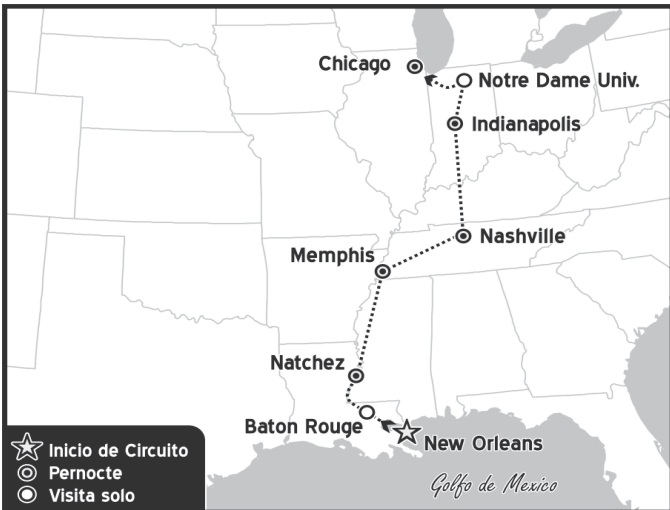 Chicago
Notre Dame Univ.
Indianapolis
Nashville
Memphis
Natchez
Baton Rouge
New Orleans
Golfo de Mexico
Inicio de Circuito
Pernocte
Visita solo